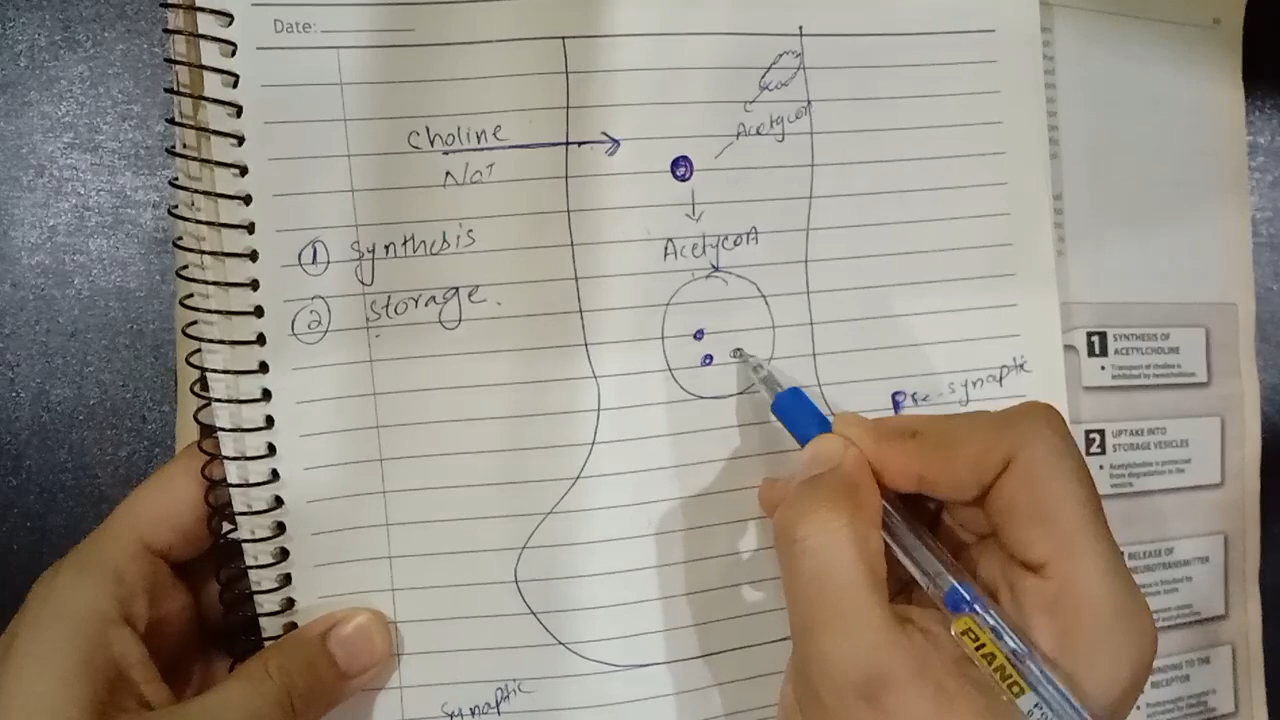 Date:
Choline
Na+
Acetycoa
① Synthesis
② Storage.
AcetycoA
Pre-synaptic
Synaptic
PIANO
1 SYNTHESIS OF
ACETYLCHOLINE
• Transport of choline is
inhibited by hemicholinium.
2 UPTAKE INTO
STORAGE VESICLES
• Acetylcholine is protected
from degradation in the
vesicle.
RELEASE OF
NEUROTRANSMITTER
BINDING TO THE
RECEPTOR